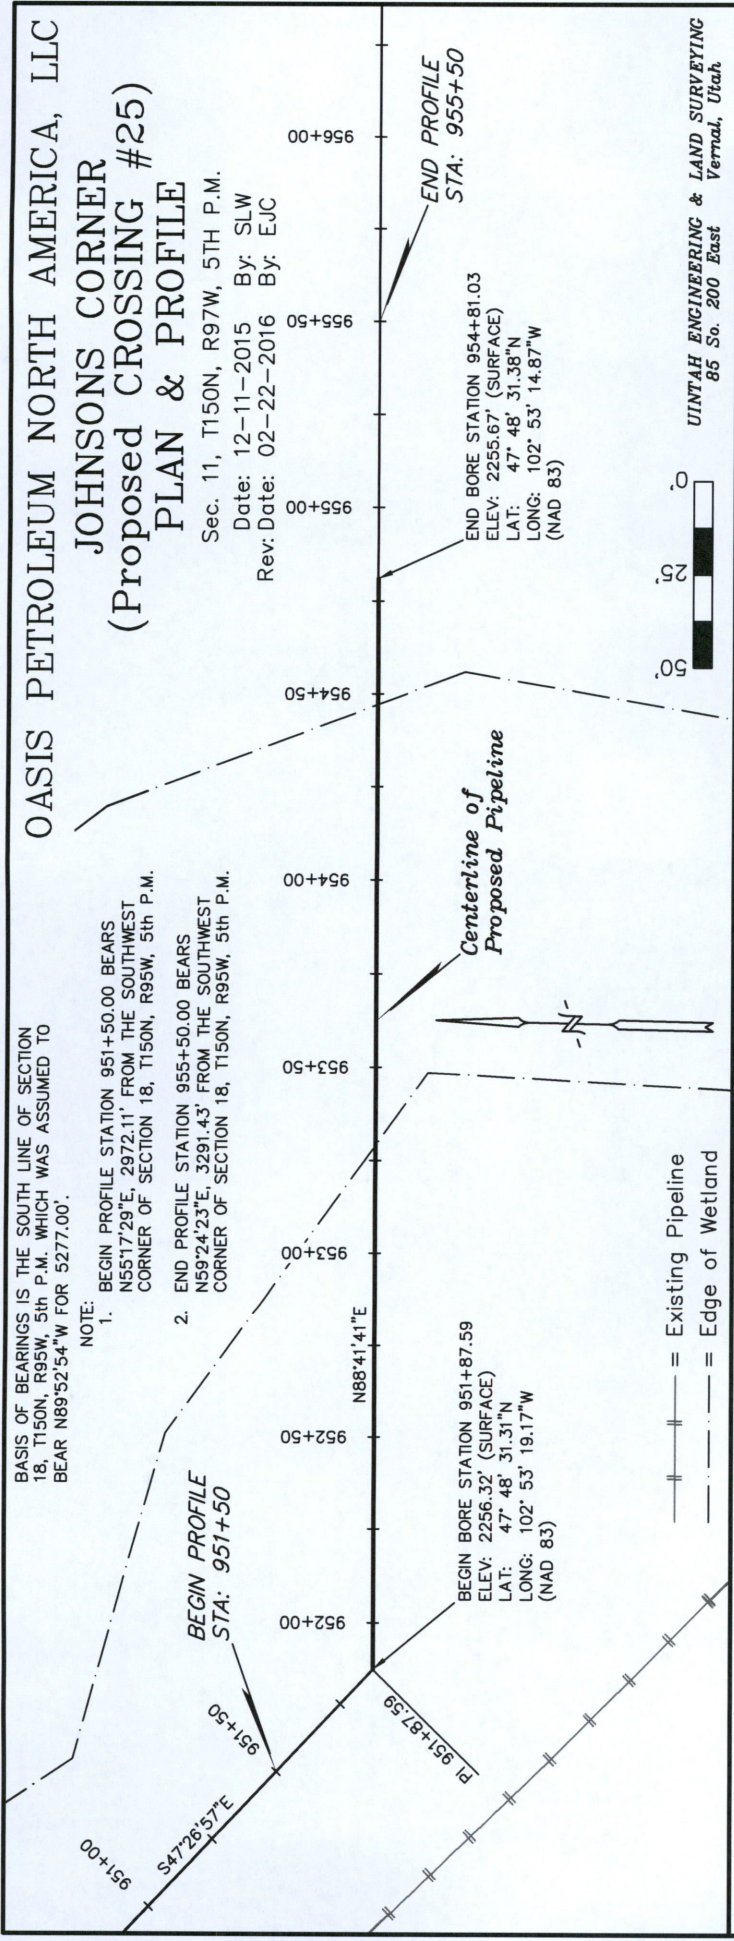 OASIS PETROLEUM NORTH AMERICA, LLC
JOHNSONS CORNER
(Proposed CROSSING #25)
PLAN & PROFILE
Sec. 11, T150N, R97W, 5TH P.M.
Date: 12-11-2015 By: SLW
Rev: Date: 02-22-2016 By: EJC
BASIS OF BEARINGS IS THE SOUTH LINE OF SECTION
18, T150N, R95W, 5th P.M. WHICH WAS ASSUMED TO
BEAR N89°52'54"W FOR 5277.00'.
NOTE:
1. BEGIN PROFILE STATION 951+50.00 BEARS
N55°17'29"E, 2972.11' FROM THE SOUTHWEST
CORNER OF SECTION 18, T150N, R95W, 5th P.M.
2. END PROFILE STATION 955+50.00 BEARS
N59°24'23"E, 3291.43' FROM THE SOUTHWEST
CORNER OF SECTION 18, T150N, R95W, 5th P.M.
BEGIN PROFILE
STA: 951+50
951+00
S47°26'57"E
951+50
PI 951+87.59
952+00
952+50
N88°41'41"E
953+00
953+50
954+00
954+50
955+00
955+50
956+00
END PROFILE
STA: 955+50
BEGIN BORE STATION 951+87.59
ELEV: 2256.32' (SURFACE)
LAT: 47° 48' 31.31"N
LONG: 102° 53' 19.17"W
(NAD 83)
Centerline of
Proposed Pipeline
END BORE STATION 954+81.03
ELEV: 2255.67' (SURFACE)
LAT: 47° 48' 31.38"N
LONG: 102° 53' 14.87"W
(NAD 83)
= Existing Pipeline
= Edge of Wetland
50' 25' 0'
UINTAH ENGINEERING & LAND SURVEYING
85 So. 200 East Vernal, Utah